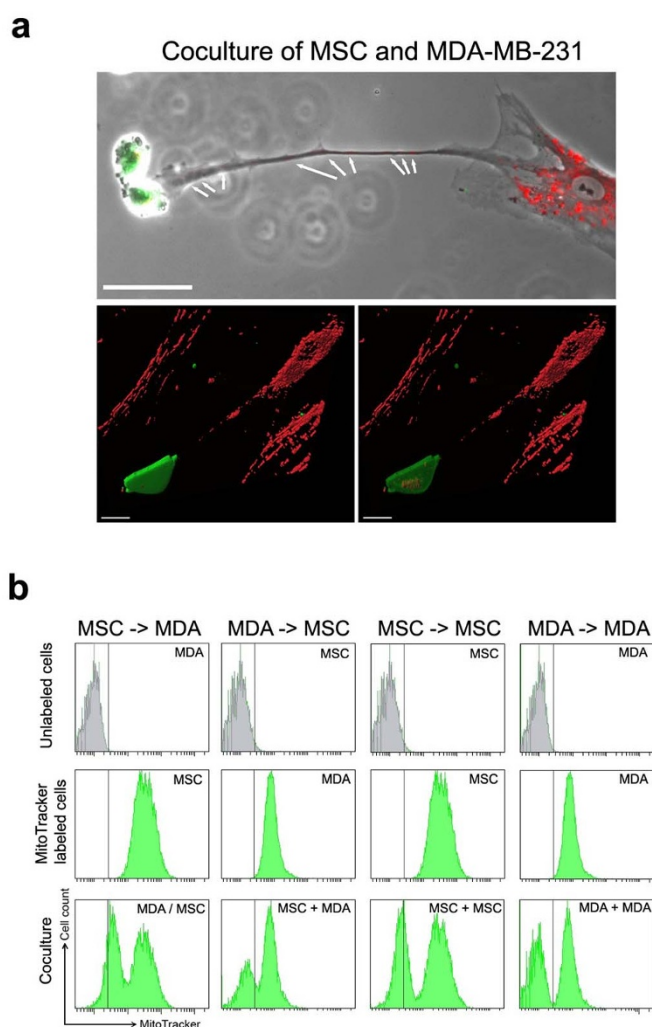 a
Coculture of MSC and MDA-MB-231
b
MSC -> MDA
MDA -> MSC
MSC -> MSC
MDA -> MDA
Unlabeled cells
MDA
MSC
MSC
MDA
MitoTracker
labeled cells
MSC
MDA
MSC
MDA
Coculture
Cell count
MDA / MSC
MSC + MDA
MSC + MSC
MDA + MDA
MitoTracker